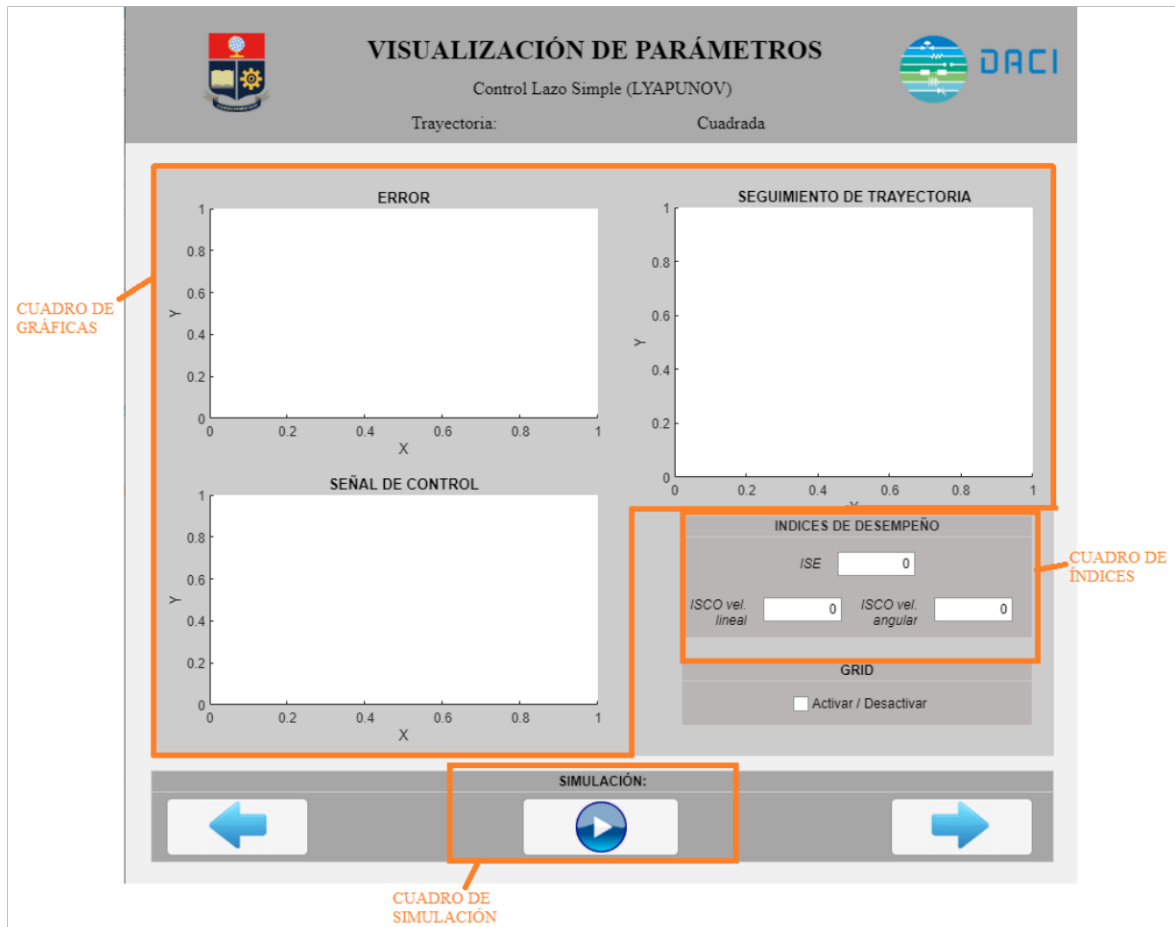 VISUALIZACIÓN DE PARÁMETROS
DACI
Control Lazo Simple (LYAPUNOV)
Trayectoria: Cuadrada
CUADRO DE
GRÁFICAS
ERROR
1
0.8
0.6
0.4
0.2
0
Y
0 0.2 0.4 0.6 0.8 1
X
SEGUIMIENTO DE TRAYECTORIA
1
0.8
0.6
0.4
0.2
0
Y
0 0.2 0.4 0.6 0.8 1
SEÑAL DE CONTROL
1
0.8
0.6
0.4
0.2
0
Y
0 0.2 0.4 0.6 0.8 1
X
INDICES DE DESEMPEÑO
ISE 0
ISCO vel.
lineal
0
ISCO vel.
angular
0
CUADRO DE
ÍNDICES
GRID
Activar / Desactivar
SIMULACIÓN:
CUADRO DE
SIMULACIÓN